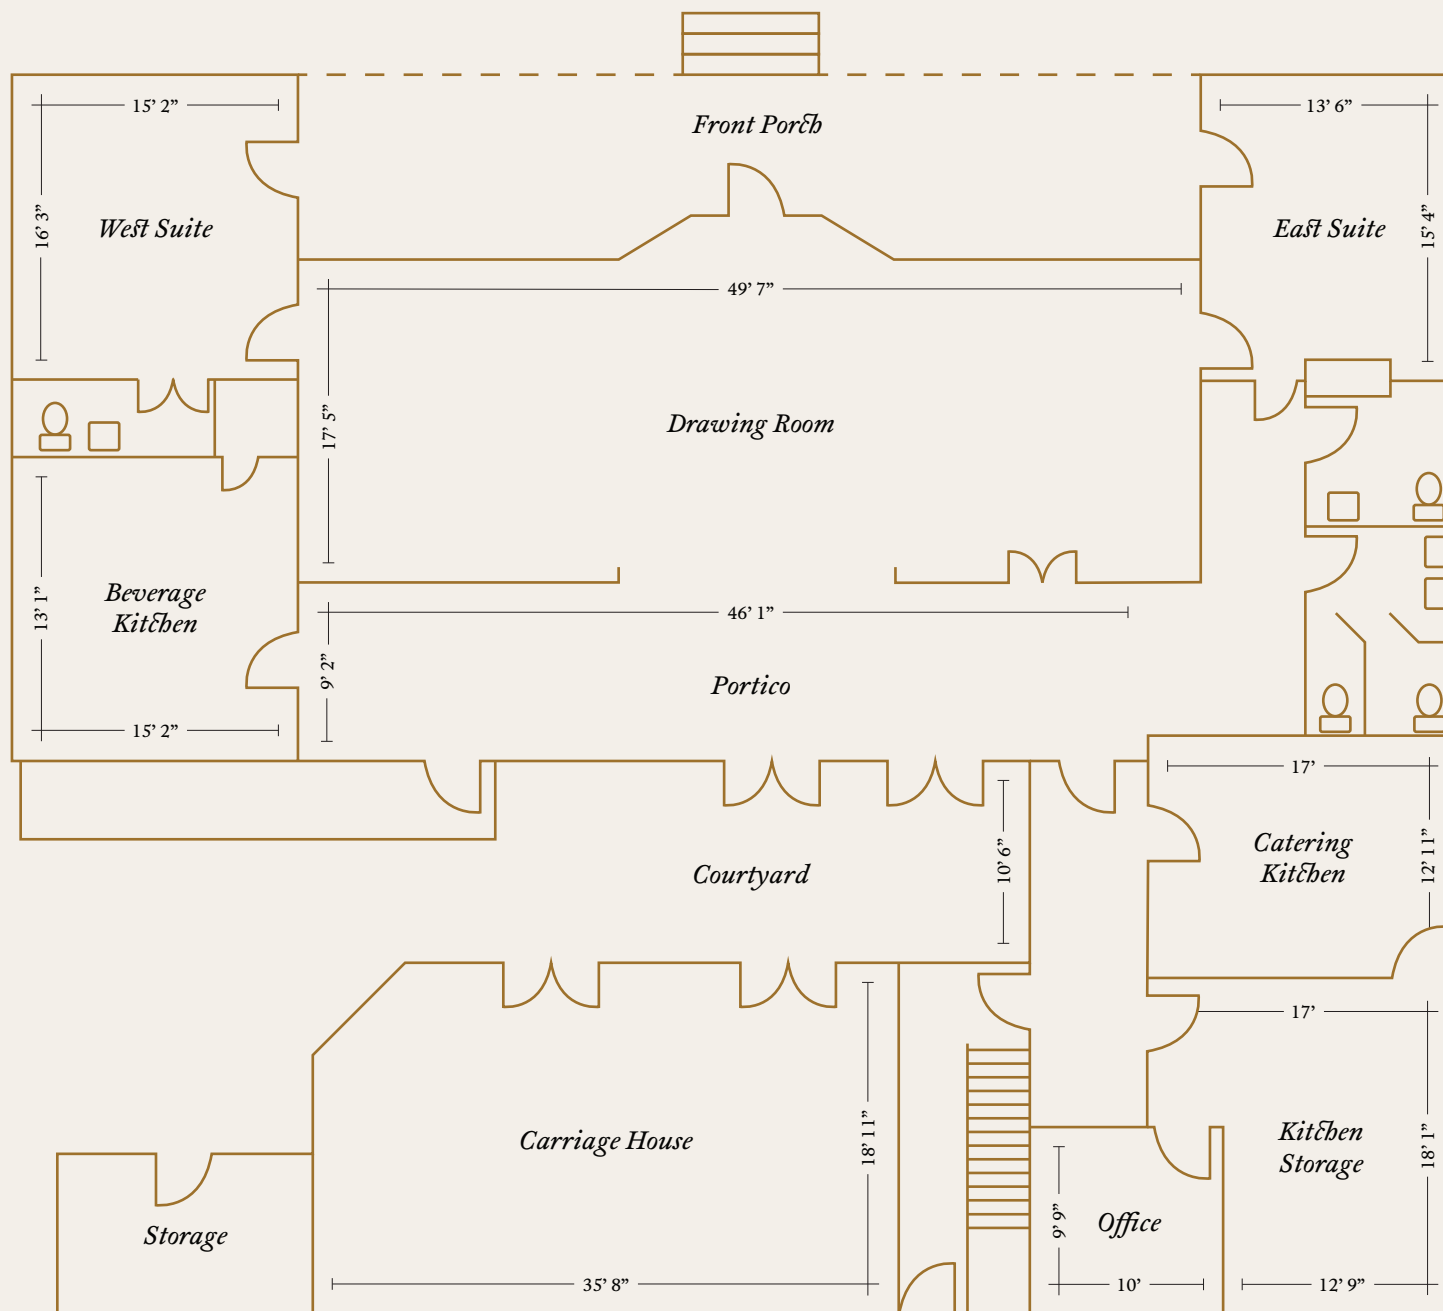 15’ 2”
13’ 6”
Front Porch
16’ 3”
West Suite
East Suite
15’ 4”
49’ 7”
17’ 5”
Drawing Room
Beverage
Kitchen
13’ 1”
46’ 1”
9’ 2”
Portico
15’ 2”
17'
Catering
Kitchen
12’ 11”
10’ 6”
Courtyard
17'
Carriage House
18’ 11”
Kitchen
Storage
18’ 1”
Storage
9’ 9”
Office
35’ 8”
10'
12’ 9”